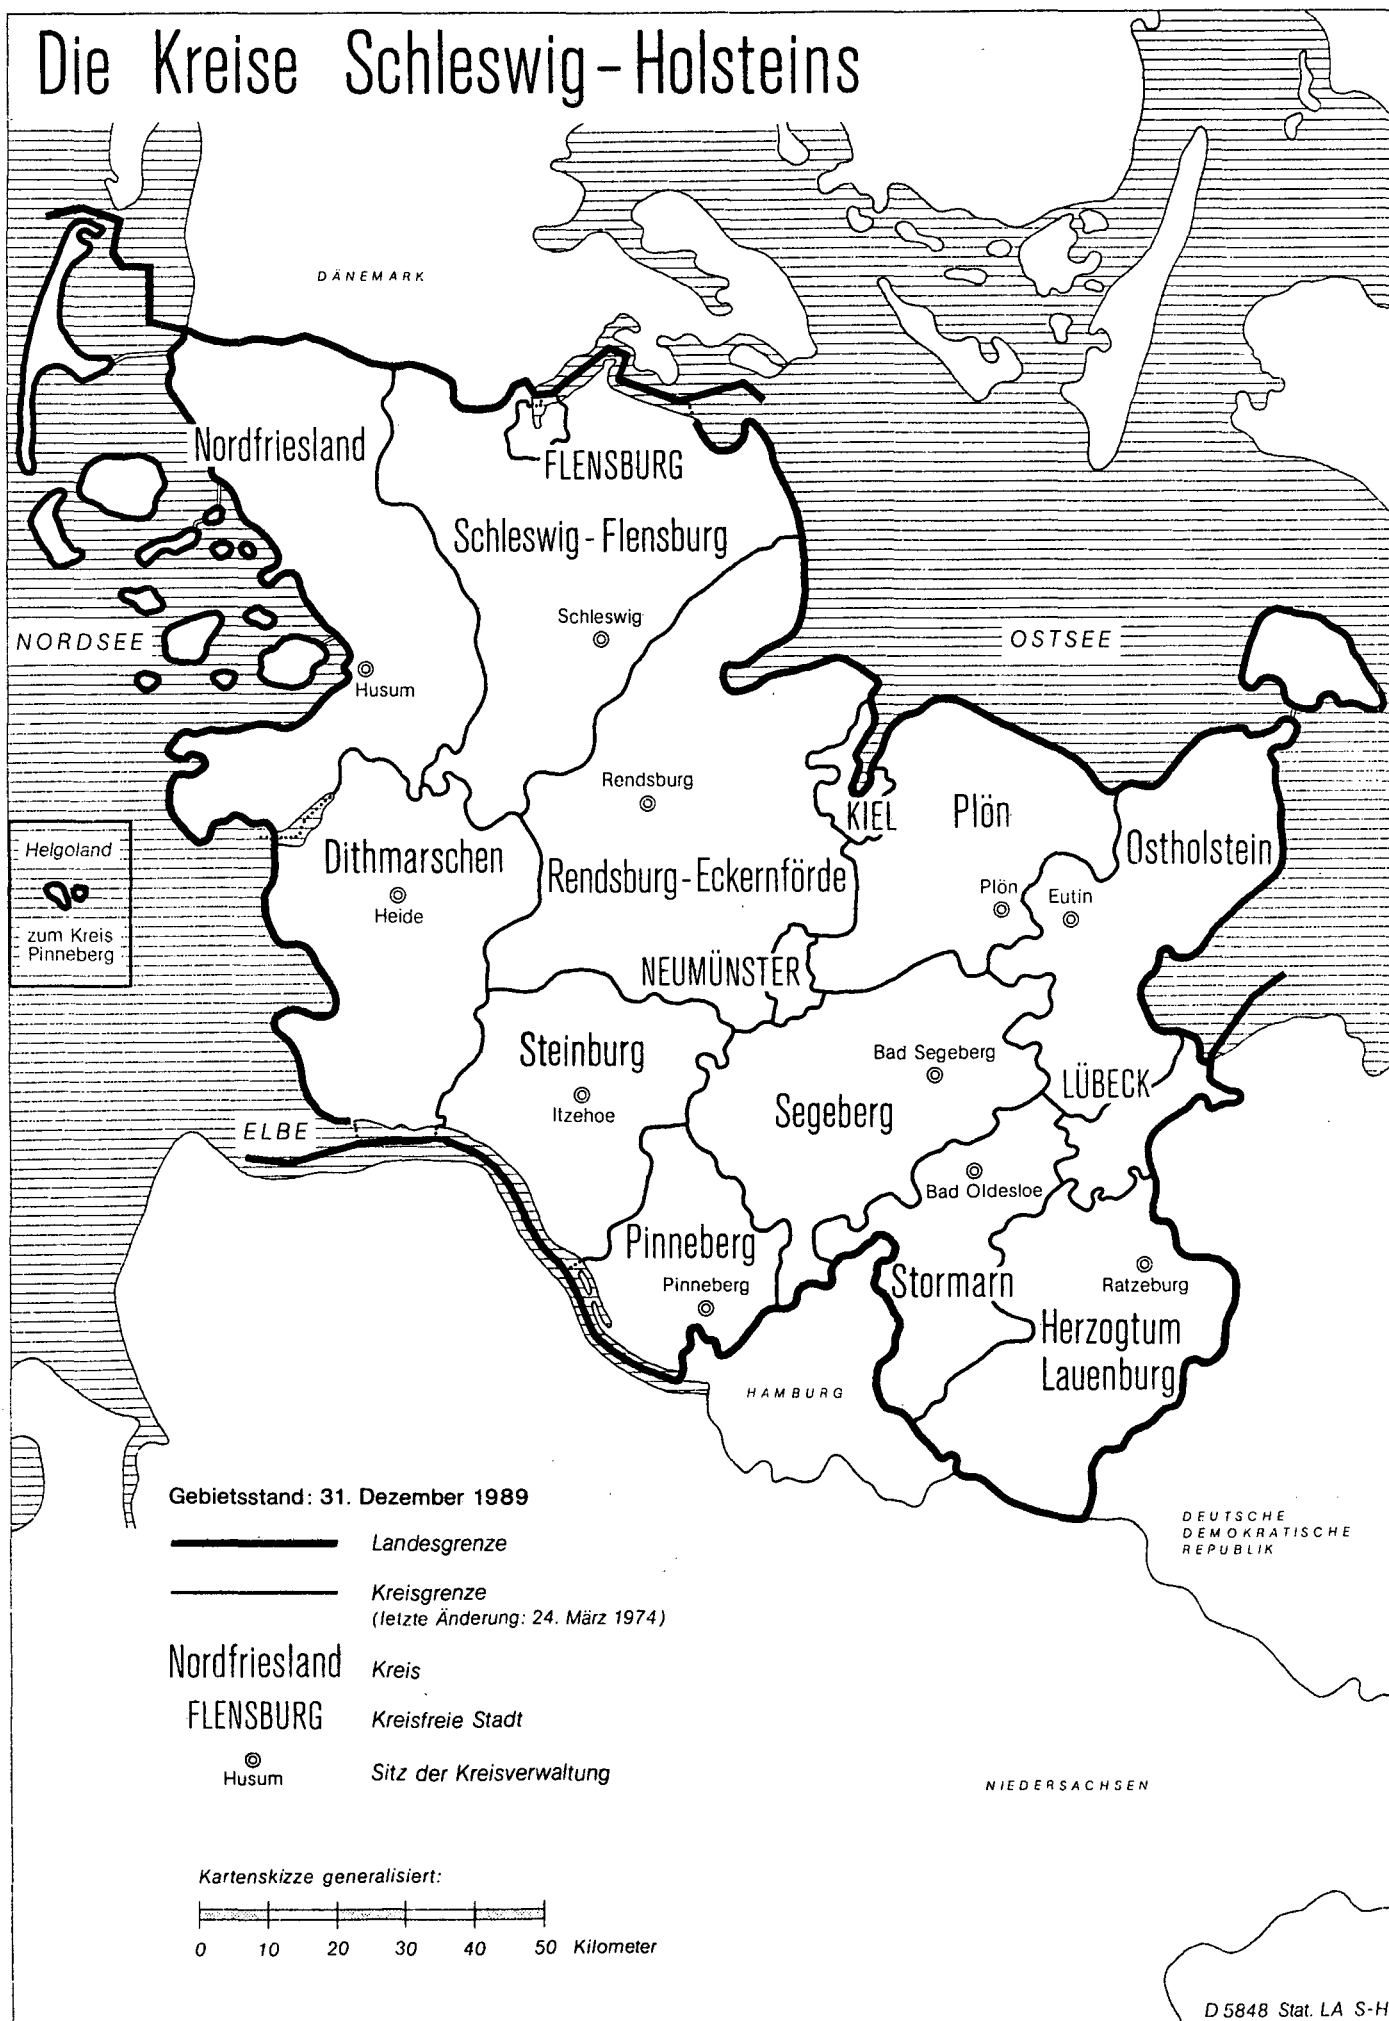 Die Kreise Schleswig-Holsteins
DÄNEMARK
Nordfriesland
FLENSBURG
Schleswig-Flensburg
Schleswig
NORDSEE
OSTSEE
Husum
Rendsburg
KIEL
Plön
Ostholstein
Helgoland
zum Kreis
Pinneberg
Dithmarschen
Heide
Rendsburg-Eckernförde
Plön
Eutin
NEUMÜNSTER
Steinburg
Itzehoe
Bad Segeberg
Segeberg
LÜBECK
ELBE
Bad Oldesloe
Pinneberg
Pinneberg
Stormarn
Ratzeburg
Herzogtum
Lauenburg
HAMBURG
Gebietsstand: 31. Dezember 1989
Landesgrenze
Kreisgrenze
(letzte Änderung: 24. März 1974)
Nordfriesland Kreis
FLENSBURG Kreisfreie Stadt
Husum Sitz der Kreisverwaltung
DEUTSCHE
DEMOKRATISCHE
REPUBLIK
NIEDERSACHSEN
Kartenskizze generalisiert:
0 10 20 30 40 50 Kilometer
D 5848 Stat. LA S-H